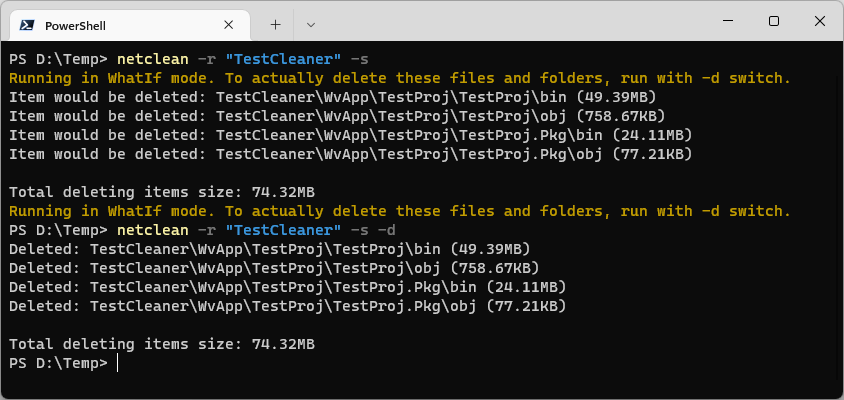 PowerShell
PS D:\Temp> netclean -r "TestCleaner" -s
Running in WhatIf mode. To actually delete these files and folders, run with -d switch.
Item would be deleted: TestCleaner\WvApp\TestProj\TestProj\bin (49.39MB)
Item would be deleted: TestCleaner\WvApp\TestProj\TestProj\obj (758.67KB)
Item would be deleted: TestCleaner\WvApp\TestProj\TestProj.Pkg\bin (24.11MB)
Item would be deleted: TestCleaner\WvApp\TestProj\TestProj.Pkg\obj (77.21KB)
Total deleting items size: 74.32MB
Running in WhatIf mode. To actually delete these files and folders, run with -d switch.
PS D:\Temp> netclean -r "TestCleaner" -s -d
Deleted: TestCleaner\WvApp\TestProj\TestProj\bin (49.39MB)
Deleted: TestCleaner\WvApp\TestProj\TestProj\obj (758.67KB)
Deleted: TestCleaner\WvApp\TestProj\TestProj.Pkg\bin (24.11MB)
Deleted: TestCleaner\WvApp\TestProj\TestProj.Pkg\obj (77.21KB)
Total deleting items size: 74.32MB
PS D:\Temp>